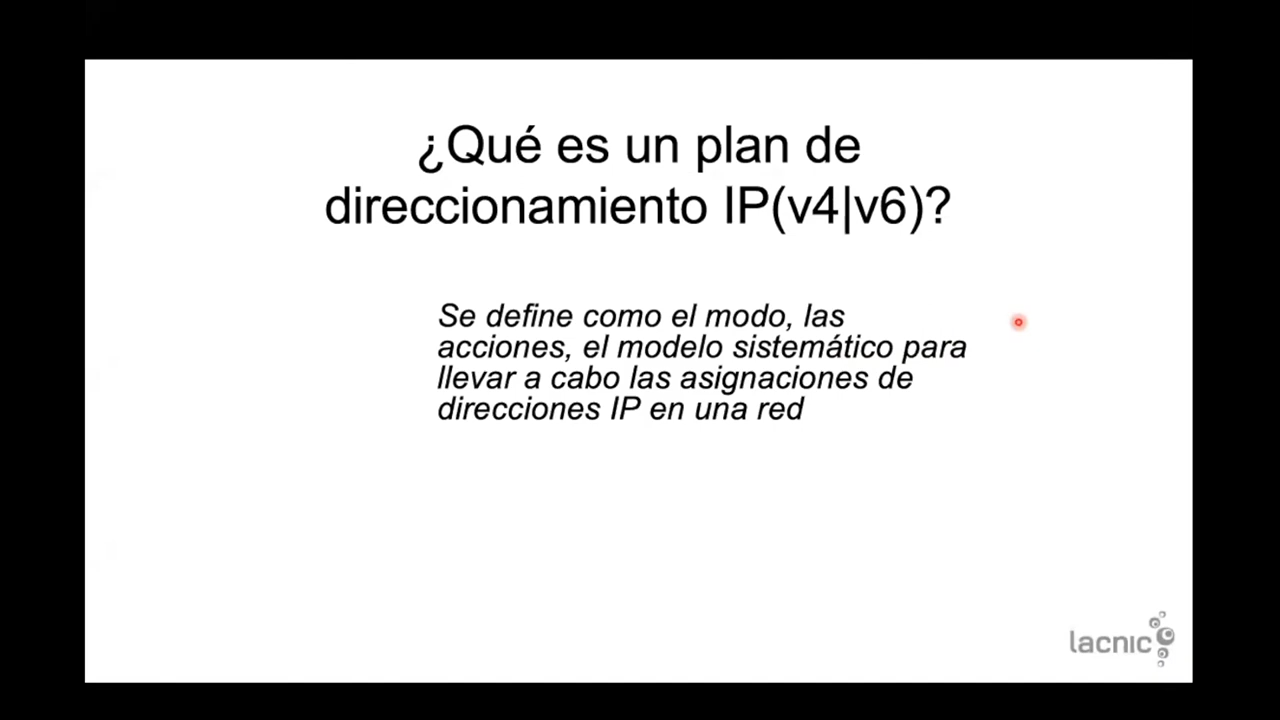 ¿Qué es un plan de
direccionamiento IP(v4|v6)?
Se define como el modo, las
acciones, el modelo sistemático para
llevar a cabo las asignaciones de
direcciones IP en una red
lacnic